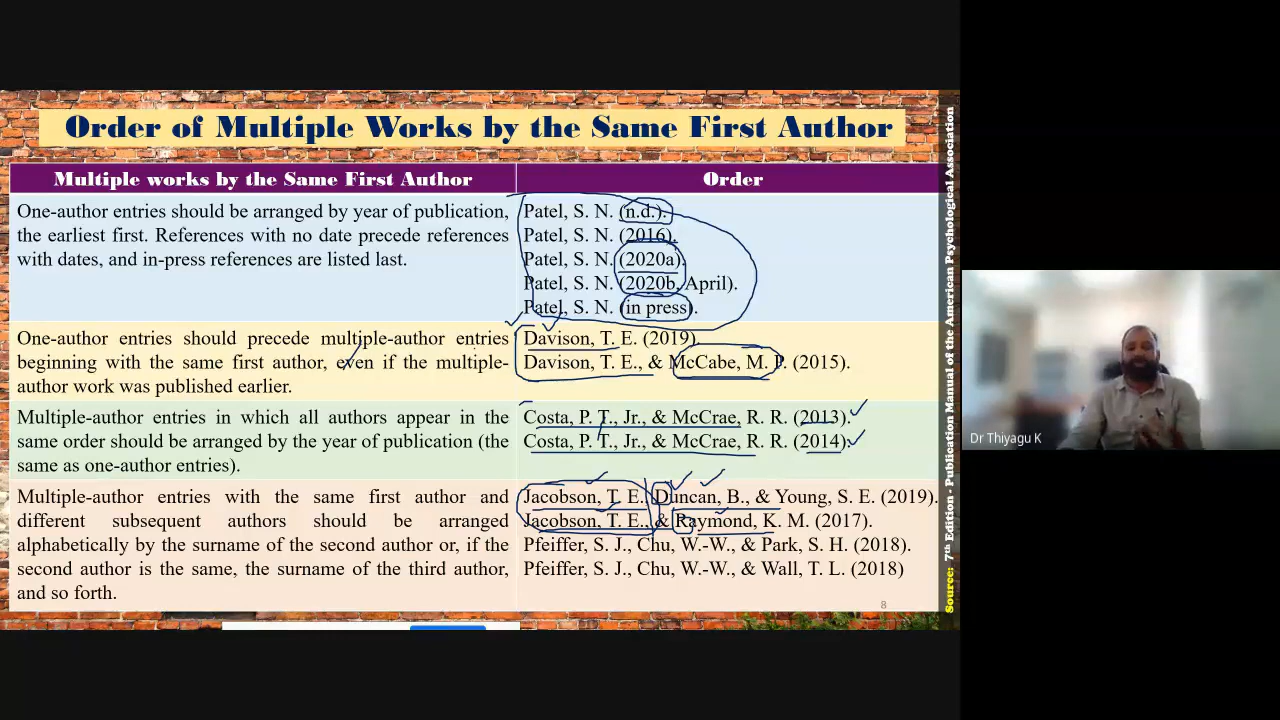 Order of Multiple Works by the Same First Author
Multiple works by the Same First Author
Order
One-author entries should be arranged by year of publication,
the earliest first. References with no date precede references
with dates, and in-press references are listed last.
Patel, S. N. (n.d.).
Patel, S. N. (2016).
Patel, S. N. (2020a).
Patel, S. N. (2020b, April).
Patel, S. N. (in press).
One-author entries should precede multiple-author entries
beginning with the same first author, even if the multiple-
author work was published earlier.
Davison, T. E. (2019).
Davison, T. E., & McCabe, M. P. (2015).
Multiple-author entries in which all authors appear in the
same order should be arranged by the year of publication (the
same as one-author entries).
Costa, P. T., Jr., & McCrae, R. R. (2013).
Costa, P. T., Jr., & McCrae, R. R. (2014).
Multiple-author entries with the same first author and
different subsequent authors should be arranged
alphabetically by the surname of the second author or, if the
second author is the same, the surname of the third author,
and so forth.
Jacobson, T. E., Duncan, B., & Young, S. E. (2019).
Jacobson, T. E., & Raymond, K. M. (2017).
Pfeiffer, S. J., Chu, W.-W., & Park, S. H. (2018).
Pfeiffer, S. J., Chu, W.-W., & Wall, T. L. (2018)
8
Source: 7th Edition - Publication Manual of the American Psychological Association
Dr Thiyagu K